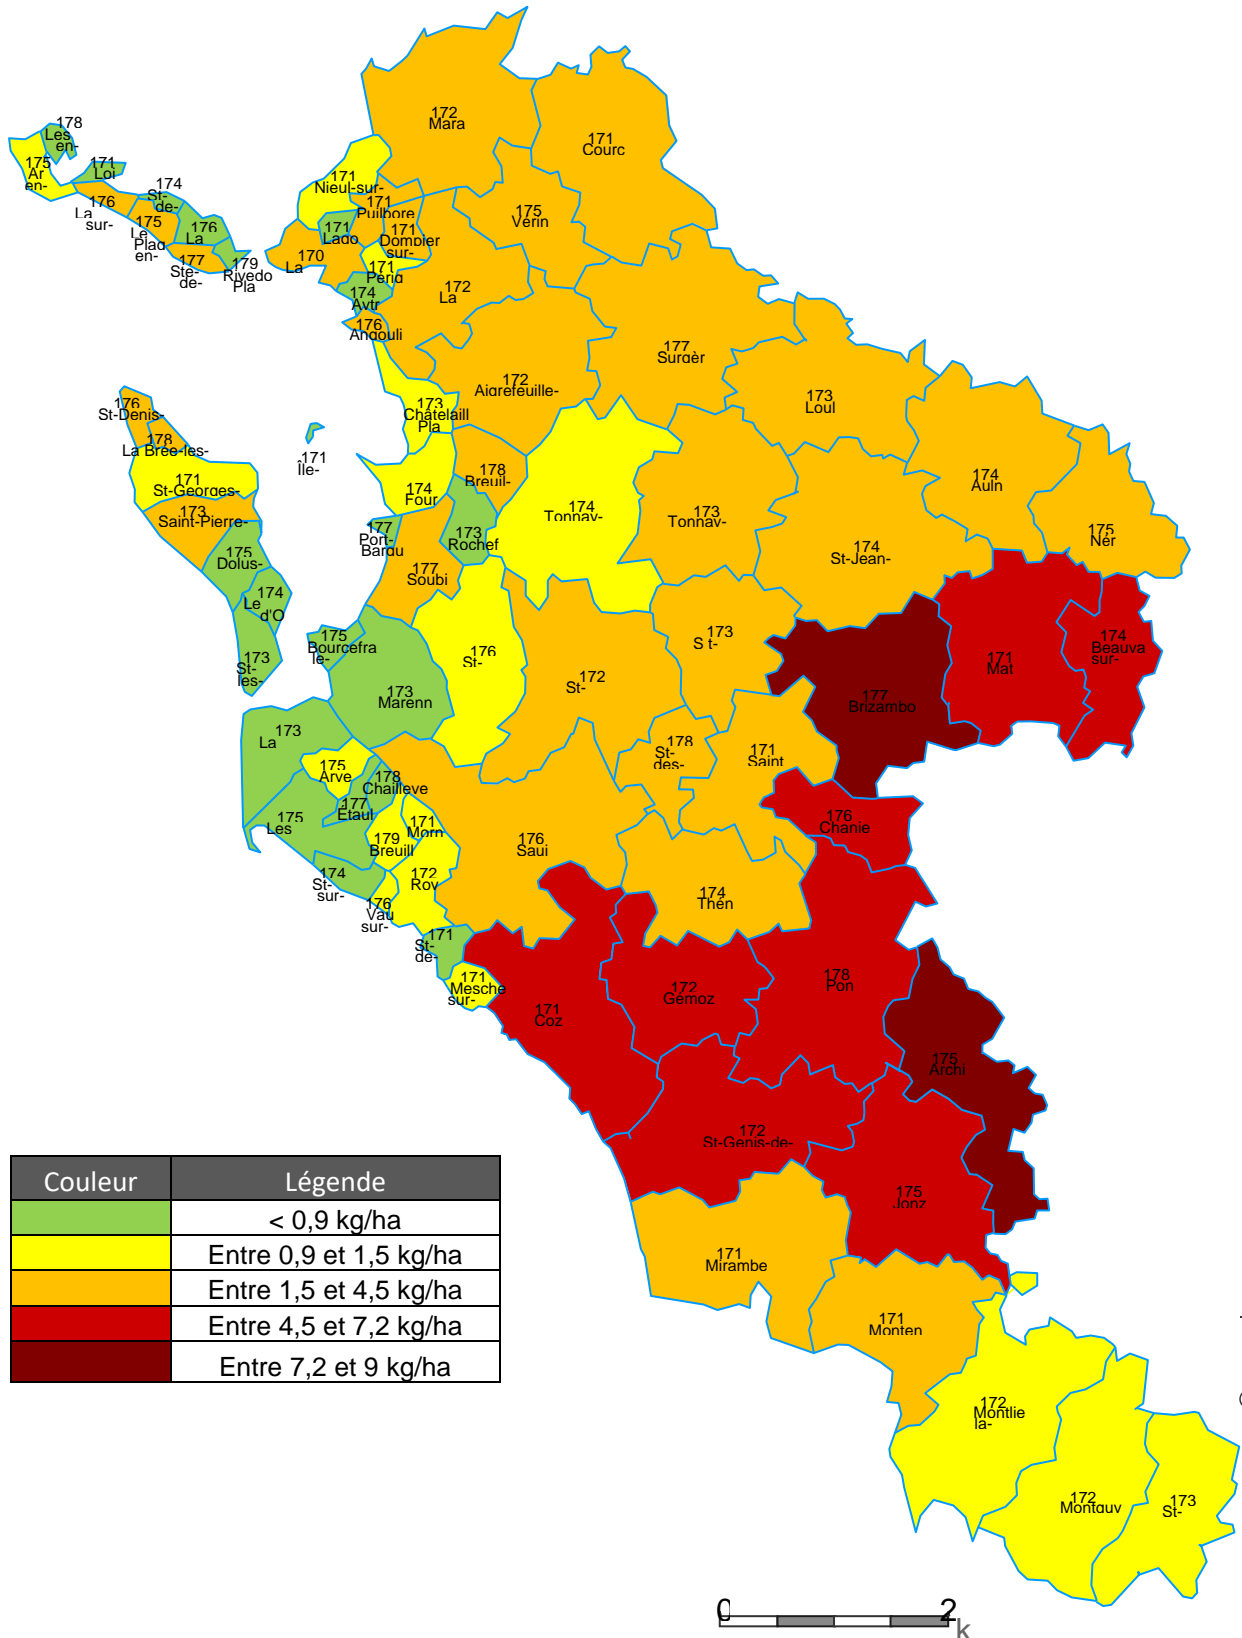 172
Mara
171
Courc
178
Les
en-
175
Ar
en-
171
Loi
174
St-
de-
176
La
sur-
175
Le
Plag
en-
176
La
177
Ste-
de-
179
Rivedo
Pla
171
Nieul-sur-
171
Puilbore
171
Lago
171
Dompier
sur-
170
La
171
Périg
174
Aytr
176
Angouli
172
La
175
Vérin
177
Surgèr
172
Aigrefeuille-
173
Loul
173
Châtelaill
Pla
176
St-Denis-
178
La Brée-les-
171
St-Georges-
173
Saint-Pierre-
171
Île-
174
Four
178
Breuil-
174
Tonnay-
173
Tonnay-
174
Auln
175
Nér
177
Port-
Barqu
173
Rochef
177
Soubi
174
St-Jean-
175
Dolus-
174
Le
d'O
173
St-
les-
175
Bourcefra
le-
173
Marenn
176
St-
172
St-
173
S t-
177
Brizambo
171
Mat
174
Beauva
sur-
173
La
175
Arve
178
Chailleve
177
Etaul
175
Les
171
Morn
179
Breuill
178
St-
des-
171
Saint
176
Chanie
176
Sauj
174
St-
sur-
172
Roy
176
Vau
sur-
174
Thén
171
St-
de-
171
Mesche
sur-
171
Coz
172
Gémoz
178
Pon
175
Archi
172
St-Genis-de-
175
Jonz
171
Mirambe
171
Monten
172
Montlie
la-
172
Montguy
173
St-
Couleur Légende
< 0,9 kg/ha
Entre 0,9 et 1,5 kg/ha
Entre 1,5 et 4,5 kg/ha
Entre 4,5 et 7,2 kg/ha
Entre 7,2 et 9 kg/ha
0 2
k